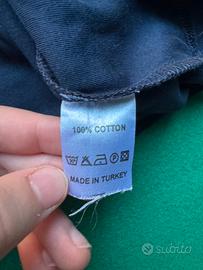 100% COTTON
MADE IN TURKEY
subito